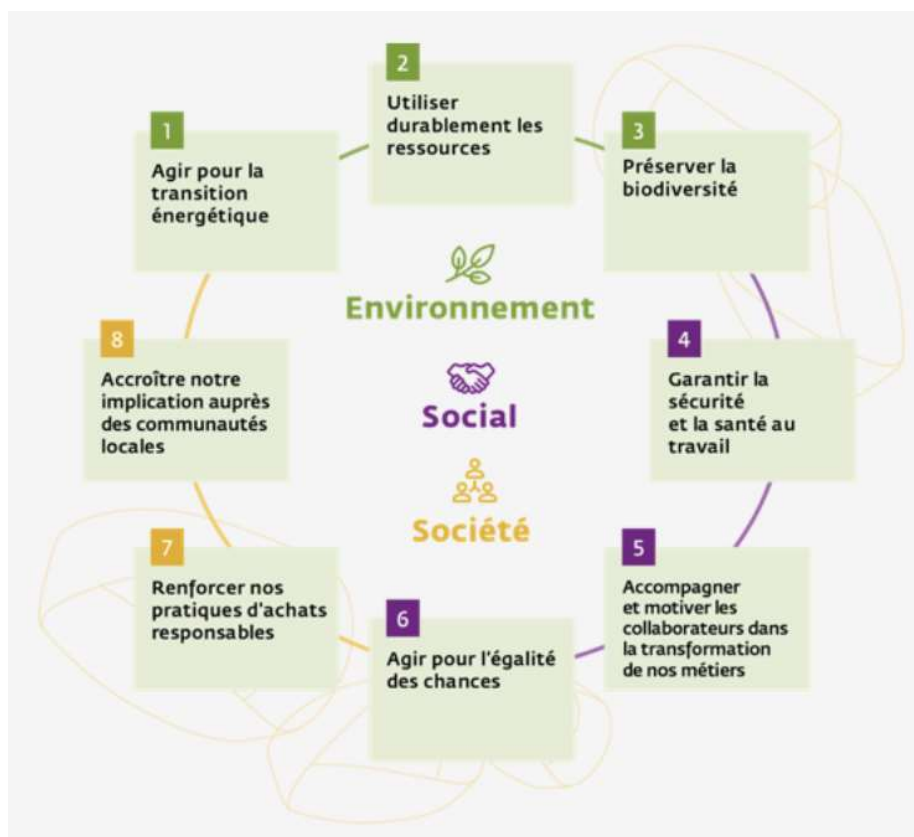 1
Agir pour la
transition
énergétique
2
Utiliser
durablement les
ressources
3
Préserver la
biodiversité
4
Garantir la
sécurité
et la santé au
travail
5
Accompagner
et motiver les
collaborateurs dans
la transformation
de nos métiers
6
Agir pour l'égalité
des chances
7
Renforcer nos
pratiques d'achats
responsables
8
Accroître notre
implication auprès
des communautés
locales
Environnement
Social
Société